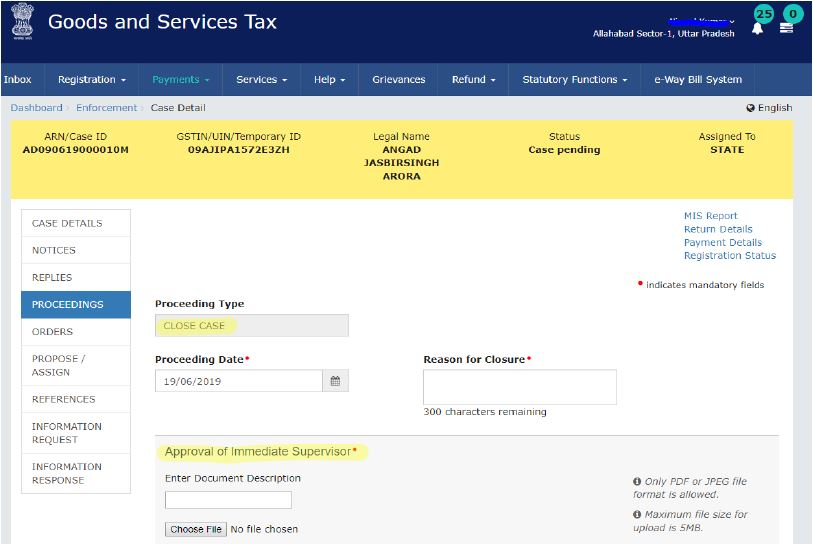 Goods and Services Tax
25
0
Allahabad Sector-1, Uttar Pradesh
Inbox Registration Payments Services Help Grievances Refund Statutory Functions e-Way Bill System
Dashboard › Enforcement › Case Detail
English
ARN/Case ID GSTIN/UIN/Temporary ID Legal Name Status Assigned To
AD090619000010M 09AJIPA1572E3ZH ANGAD Case pending STATE
JASBIRSINGH
ARORA
CASE DETAILS
NOTICES
REPLIES
PROCEEDINGS
ORDERS
PROPOSE /
ASSIGN
REFERENCES
INFORMATION
REQUEST
INFORMATION
RESPONSE
MIS Report
Return Details
Payment Details
Registration Status
• indicates mandatory fields
Proceeding Type
CLOSE CASE
Proceeding Date•
19/06/2019
Reason for Closure•
300 characters remaining
Approval of Immediate Supervisor•
Enter Document Description
Choose File No file chosen
Only PDF or JPEG file
format is allowed.
Maximum file size for
upload is 5MB.